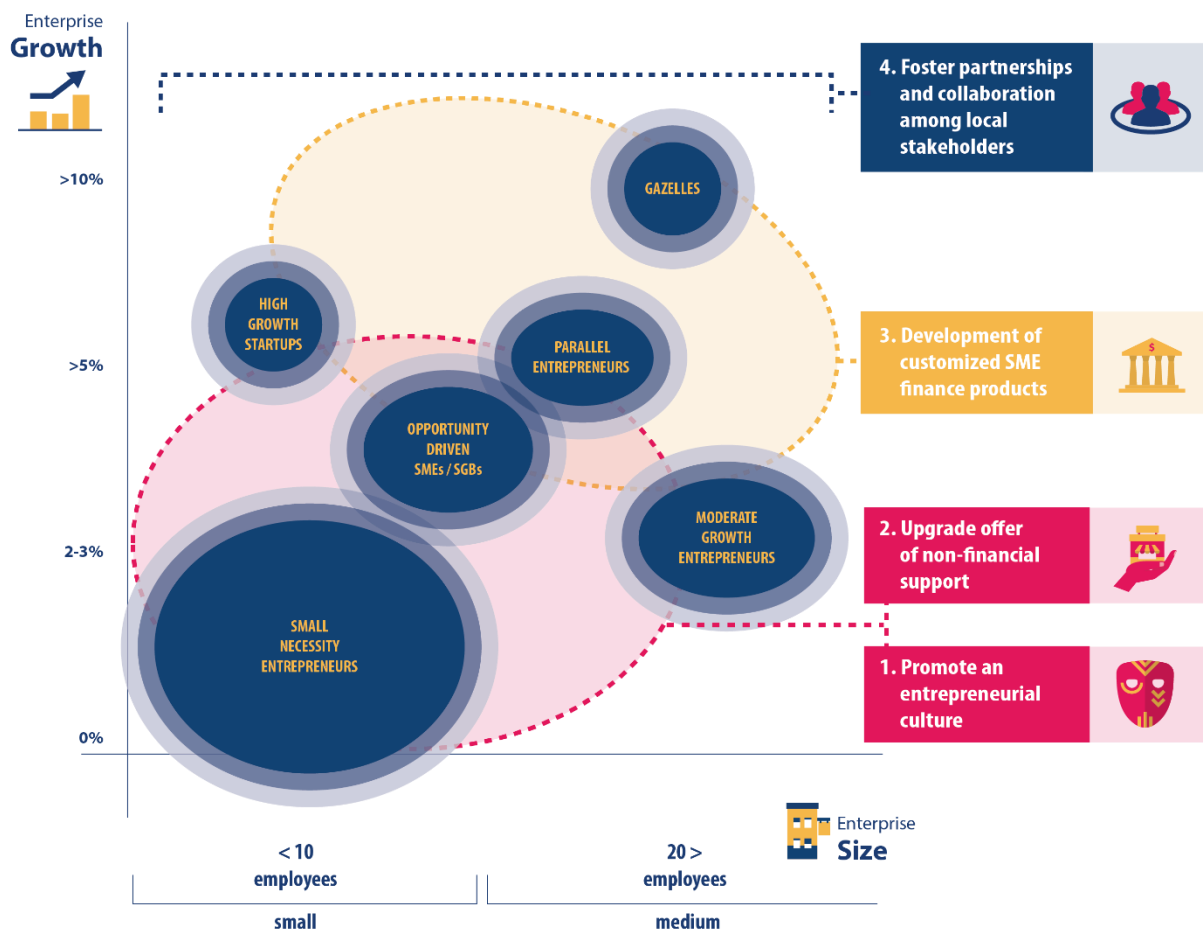 Enterprise
Growth
>10%
>5%
2-3%
0%
GAZELLES
HIGH
GROWTH
STARTUPS
PARALLEL
ENTREPRENEURS
OPPORTUNITY
DRIVEN
SMEs / SGBs
MODERATE
GROWTH
ENTREPRENEURS
SMALL
NECESSITY
ENTREPRENEURS
4. Foster partnerships
and collaboration
among local
stakeholders
3. Development of
customized SME
finance products
$
2. Upgrade offer
of non-financial
support
1. Promote an
entrepreneurial
culture
Enterprise
Size
< 10
employees
small
20 >
employees
medium